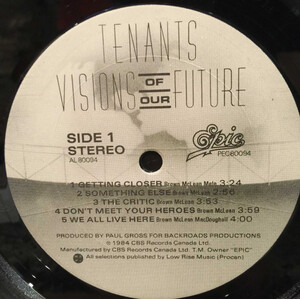 TENANTS
VISIONS OF OUR FUTURE
SIDE 1
STEREO
AL 80094
Epic
PEC80094
1 GETTING CLOSER Brown McLean Male 3:24
2 SOMETHING ELSE Brown McLean 2:56
3 THE CRITIC Brown McLean 3:53
4 DON'T MEET YOUR HEROES Brown McLean 3:59
5 WE ALL LIVE HERE Brown McLean MacDougall 4:00
PRODUCED BY PAUL GROSS FOR BACKROADS PRODUCTIONS
℗ 1984 CBS Records Canada Ltd.
Manufactured by CBS Records Canada Ltd. T.M. Owner "EPIC"
All selections published by Low Rise Music (Procan)